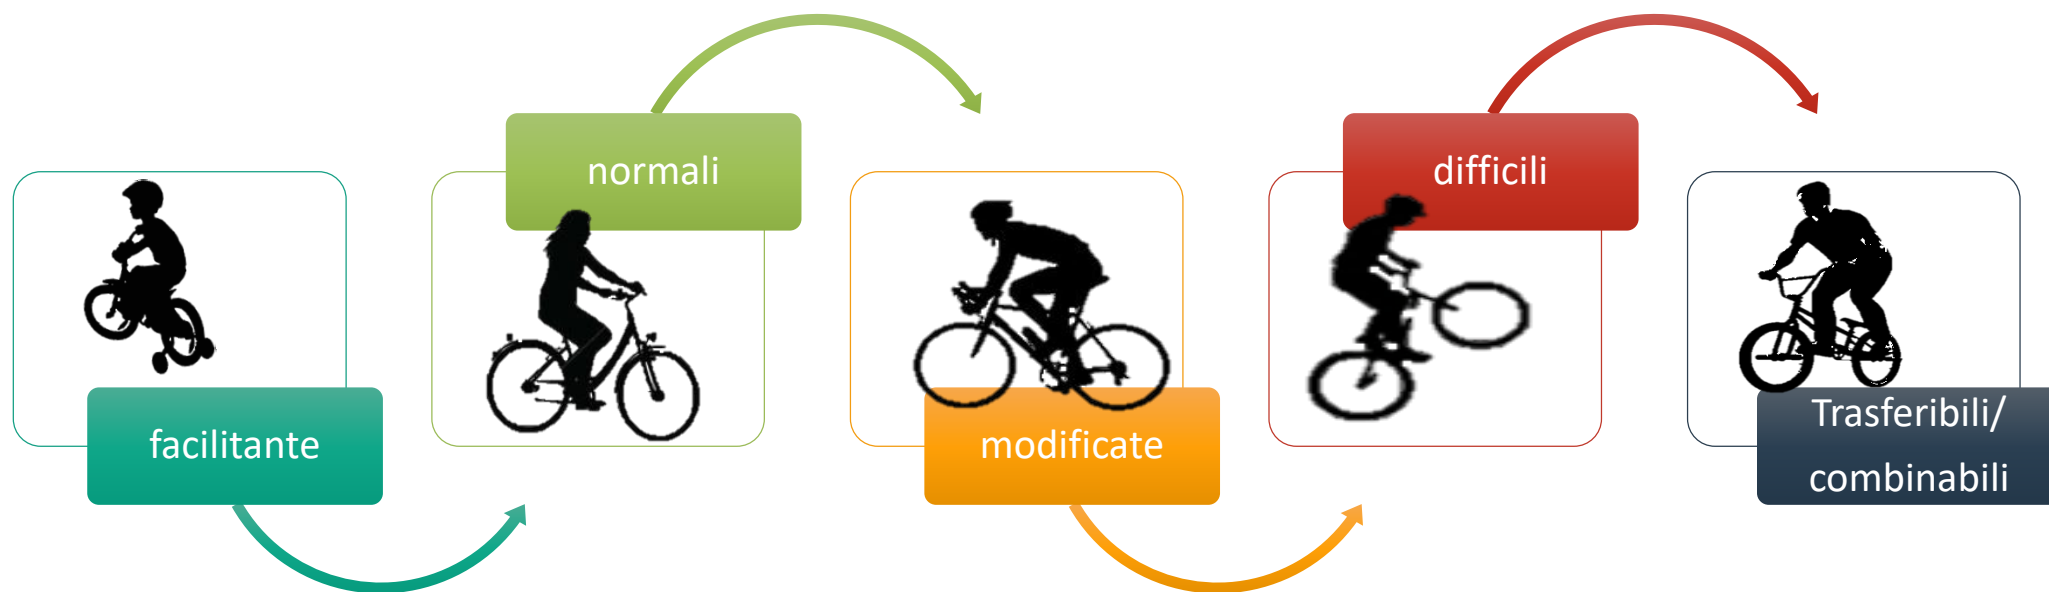 facilitante
normali
modificate
difficili
Trasferibili/
combinabili